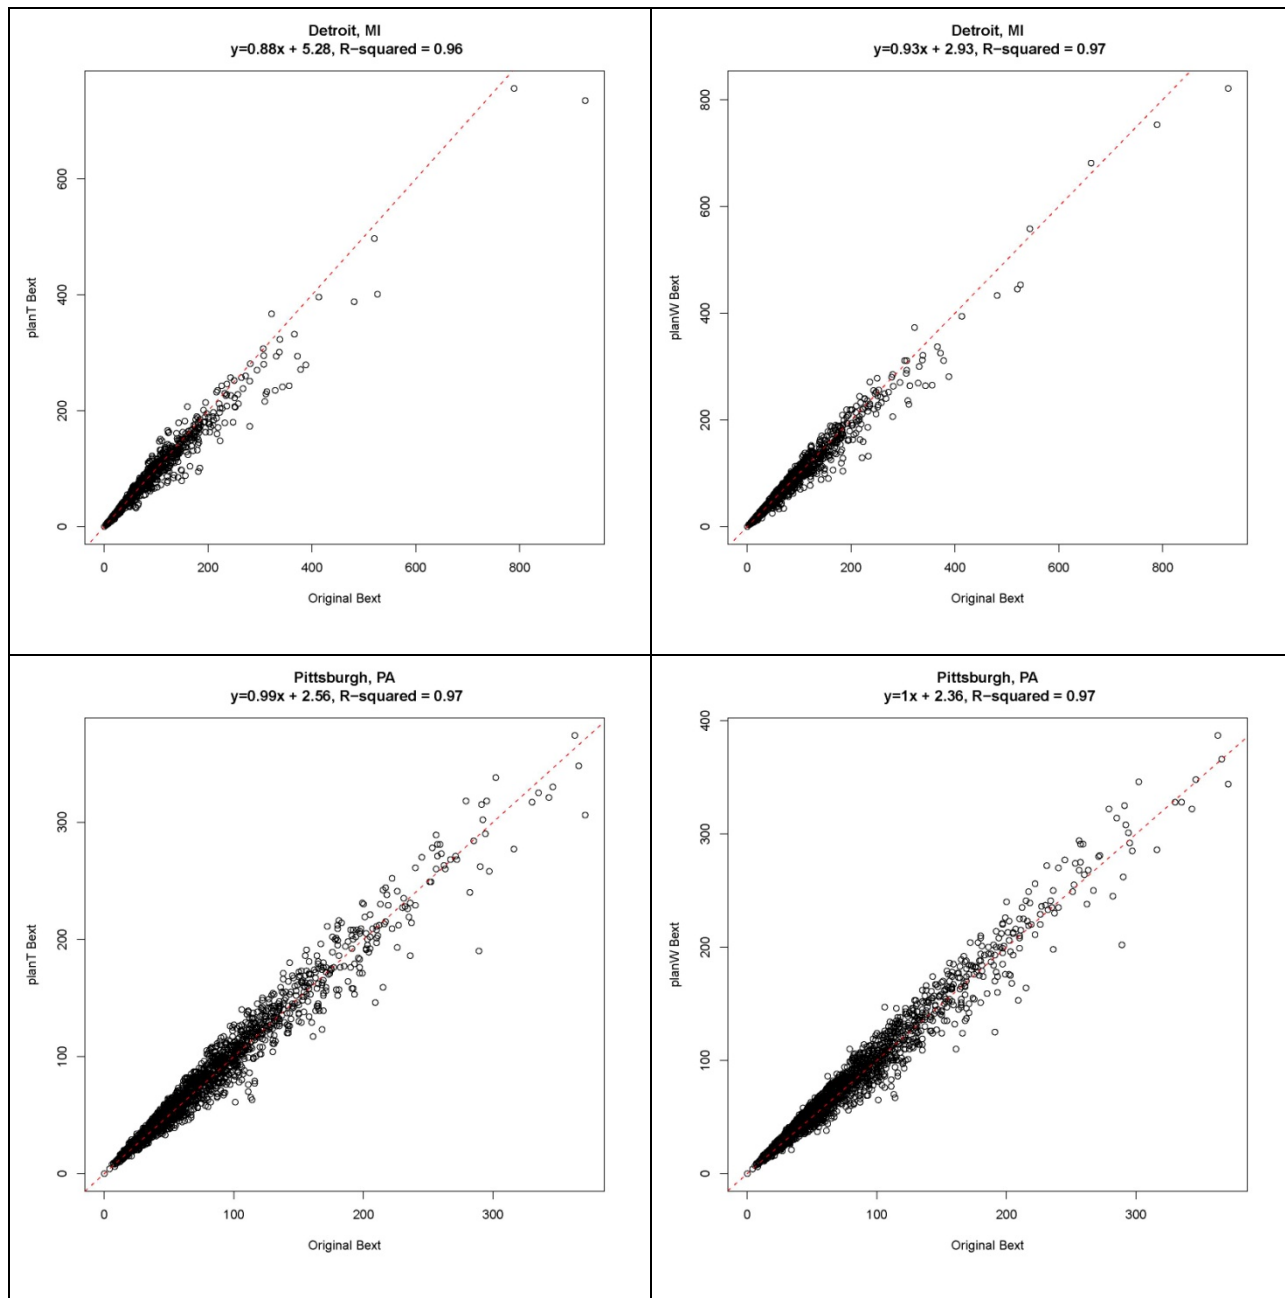 Detroit, MI
y=0.88x + 5.28, R−squared = 0.96
planT Bext
600
400
200
0
0 200 400 600 800
Original Bext
Detroit, MI
y=0.93x + 2.93, R−squared = 0.97
planW Bext
800
600
400
200
0
0 200 400 600 800
Original Bext
Pittsburgh, PA
y=0.99x + 2.56, R−squared = 0.97
planT Bext
300
200
100
0
0 100 200 300
Original Bext
Pittsburgh, PA
y=1x + 2.36, R−squared = 0.97
planW Bext
400
300
200
100
0
0 100 200 300
Original Bext